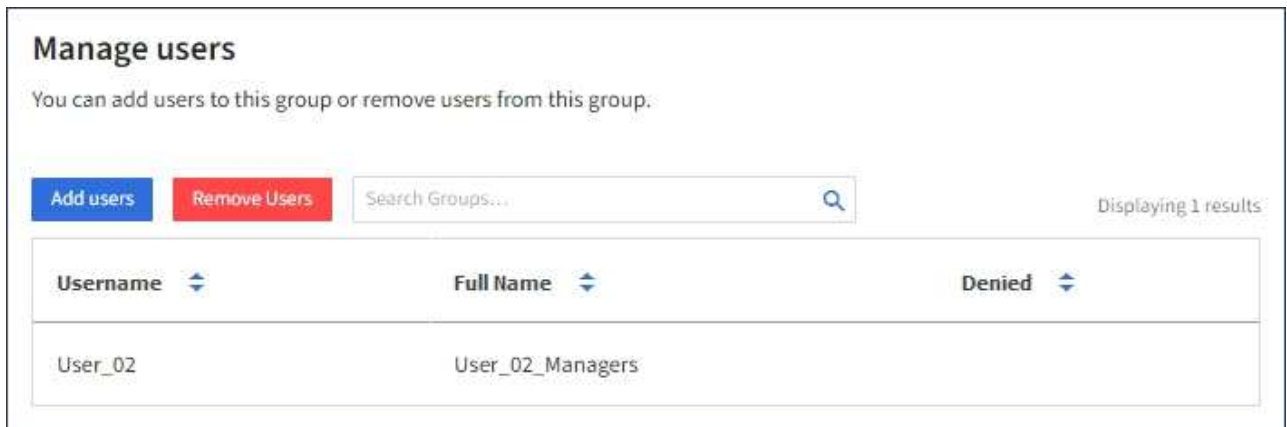 Manage users
You can add users to this group or remove users from this group.
Add users Remove Users Search Groups... Displaying 1 results
Username Full Name Denied
User_02 User_02_Managers